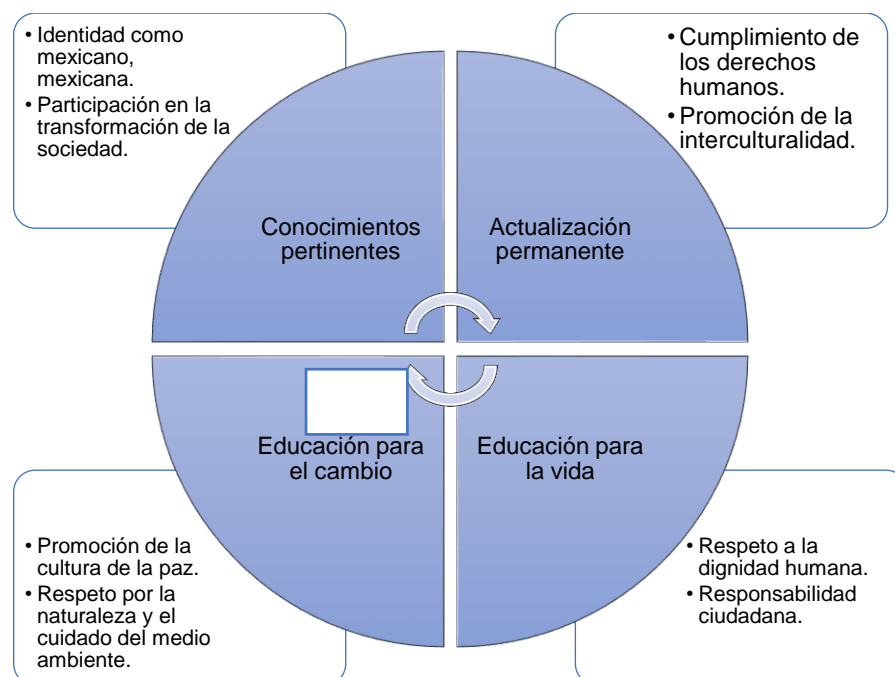 • Identidad como
mexicano,
mexicana.
• Participación en la
transformación de la
sociedad.
• Cumplimiento de
los derechos
humanos.
• Promoción de la
interculturalidad.
Conocimientos
pertinentes
Actualización
permanente
Educación para
el cambio
Educación para
la vida
• Promoción de la
cultura de la paz.
• Respeto por la
naturaleza y el
cuidado del medio
ambiente.
• Respeto a la
dignidad humana.
• Responsabilidad
ciudadana.